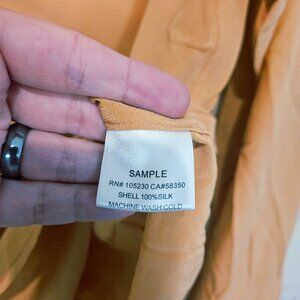 SAMPLE
RN# 105230 CA#58350
SHELL 100%SILK
MACHINE WASH COLD